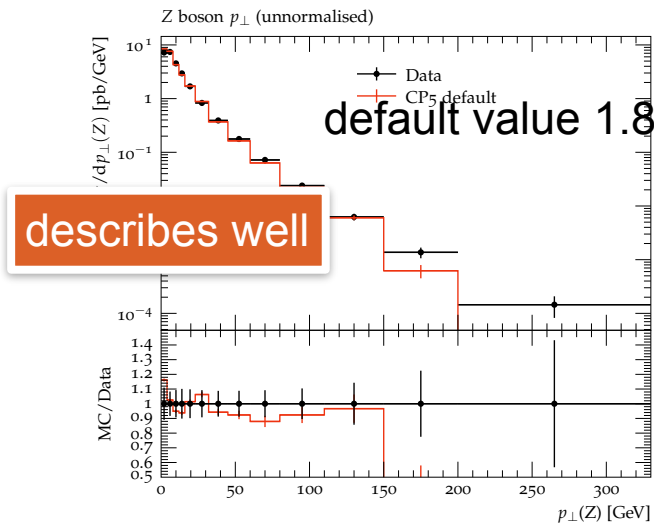 Z boson p⊥ (unnormalised)
/dp⊥(Z) [pb/GeV]
10¹
1
10⁻¹
10⁻⁴
Data
CP5 default
default value 1.8
describes well
MC/Data
1.4
1.3
1.2
1.1
1
0.9
0.8
0.7
0.6
0.5
0 50 100 150 200 250 300
p⊥(Z) [GeV]